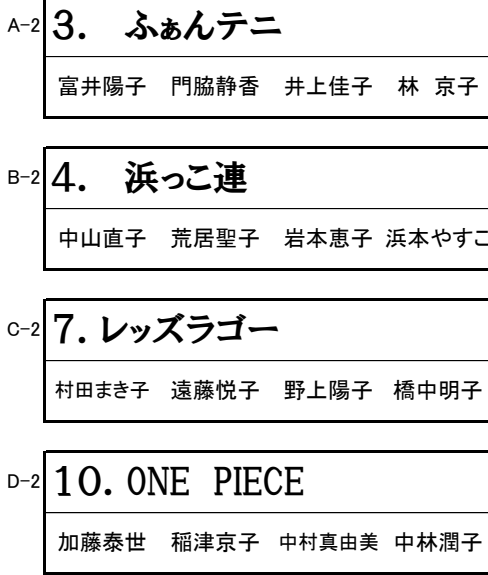 A-2 3. ふぁんテニ
富井陽子 門脇静香 井上佳子 林 京子
B-2 4. 浜っこ連
中山直子 荒居聖子 岩本恵子 浜本やすこ
C-2 7. レッズラゴー
村田まき子 遠藤悦子 野上陽子 橋中明子
D-2 10. ONE PIECE
加藤泰世 稲津京子 中村真由美 中林潤子